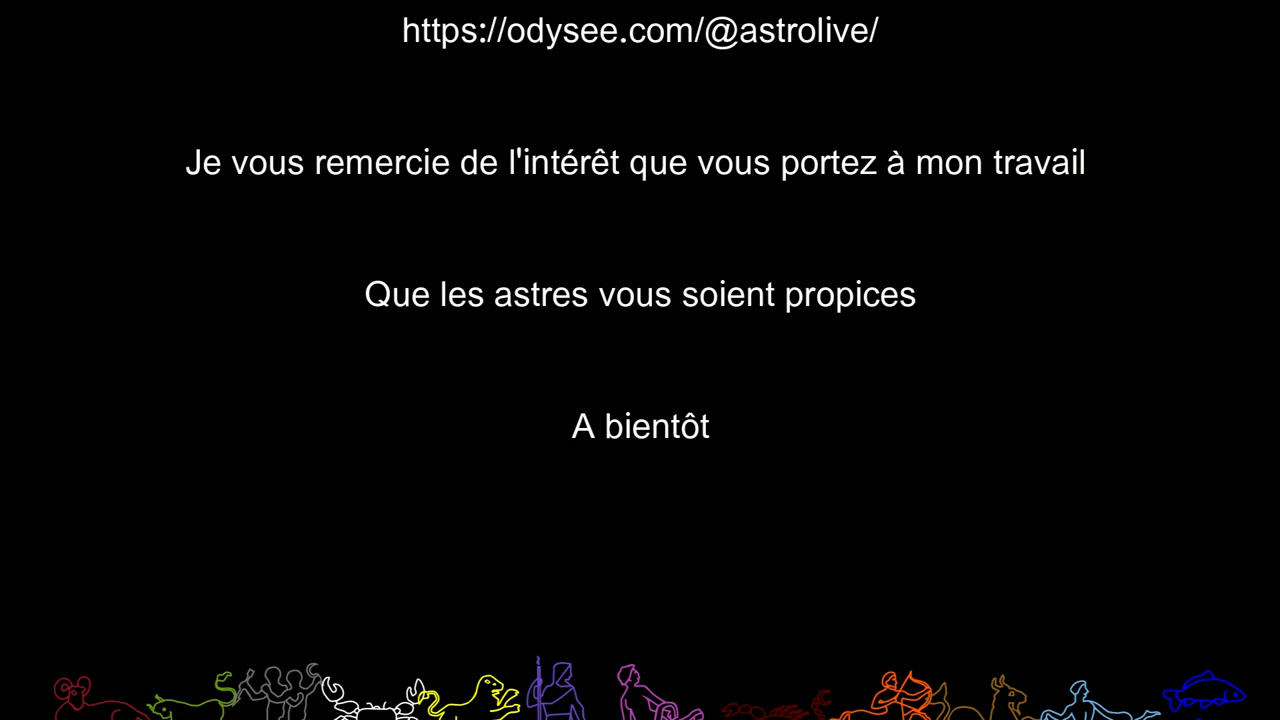 https://odysee.com/@astrolive/
Je vous remercie de l'intérêt que vous portez à mon travail
Que les astres vous soient propices
A bientôt